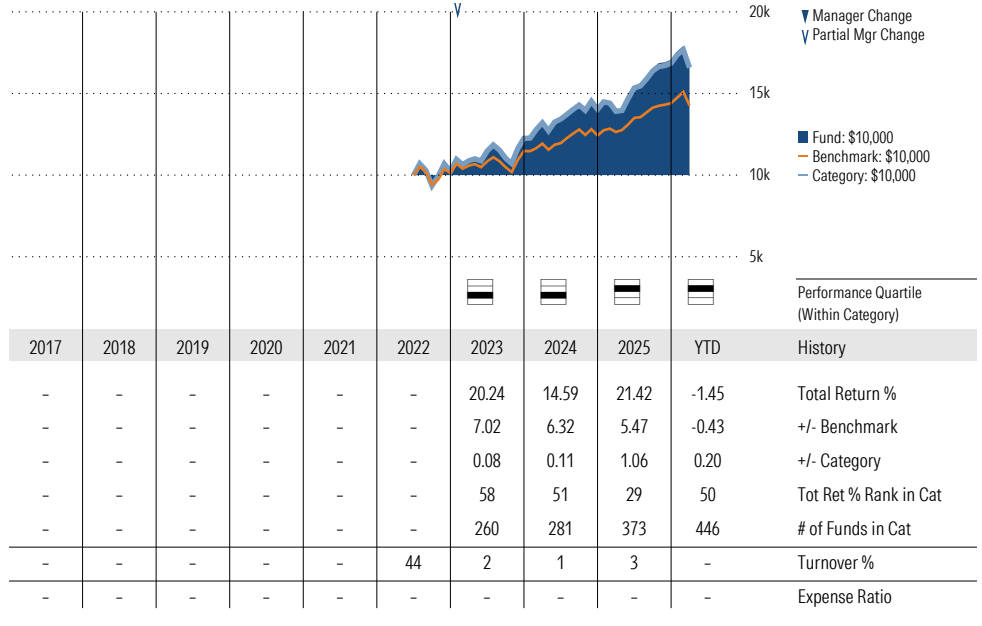 20k
15k
10k
5k
Manager Change
Partial Mgr Change
Fund: $10,000
Benchmark: $10,000
Category: $10,000
Performance Quartile
(Within Category)
2017 2018 2019 2020 2021 2022 2023 2024 2025 YTD History
– – – – – – 20.24 14.59 21.42 -1.45 Total Return %
– – – – – – 7.02 6.32 5.47 -0.43 +/- Benchmark
– – – – – – 0.08 0.11 1.06 0.20 +/- Category
– – – – – – 58 51 29 50 Tot Ret % Rank in Cat
– – – – – – 260 281 373 446 # of Funds in Cat
– – – – – 44 2 1 3 – Turnover %
– – – – – – – – – – Expense Ratio